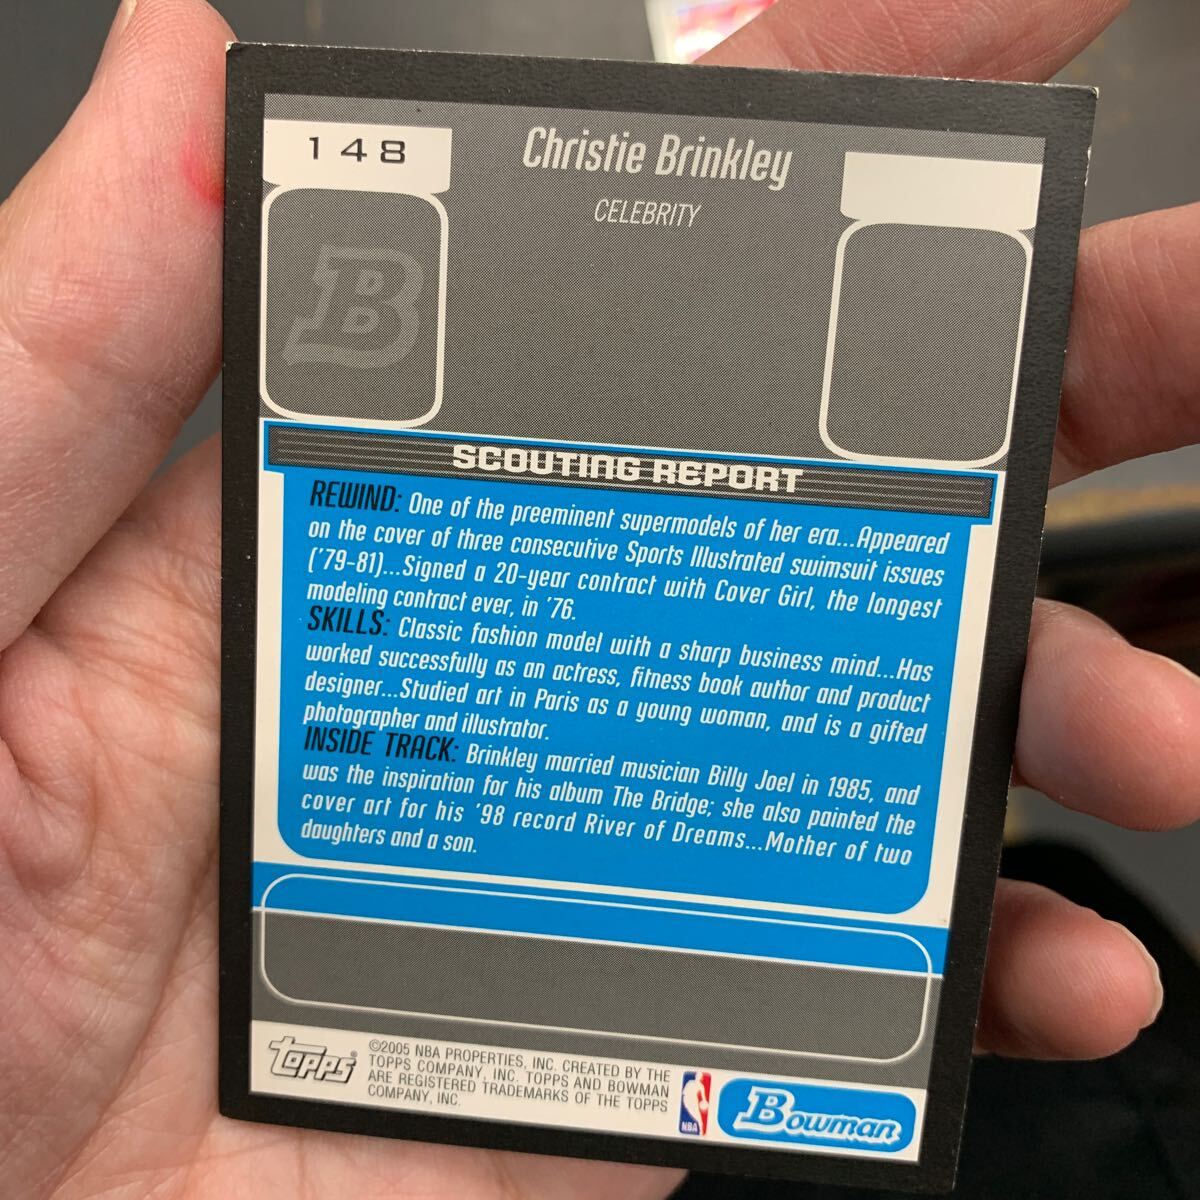 148
Christie Brinkley
CELEBRITY
B
SCOUTING REPORT
REWIND: One of the preeminent supermodels of her era...Appeared
on the cover of three consecutive Sports Illustrated swimsuit issues
('79-81)...Signed a 20-year contract with Cover Girl, the longest
modeling contract ever, in '76.
SKILLS: Classic fashion model with a sharp business mind...Has
worked successfully as an actress, fitness book author and product
designer...Studied art in Paris as a young woman, and is a gifted
photographer and illustrator.
INSIDE TRACK: Brinkley married musician Billy Joel in 1985, and
was the inspiration for his album The Bridge; she also painted the
cover art for his '98 record River of Dreams...Mother of two
daughters and a son.
Topps®
©2005 NBA PROPERTIES, INC. CREATED BY THE
TOPPS COMPANY, INC. TOPPS AND BOWMAN
ARE REGISTERED TRADEMARKS OF THE TOPPS
COMPANY, INC.
NBA
Bowman